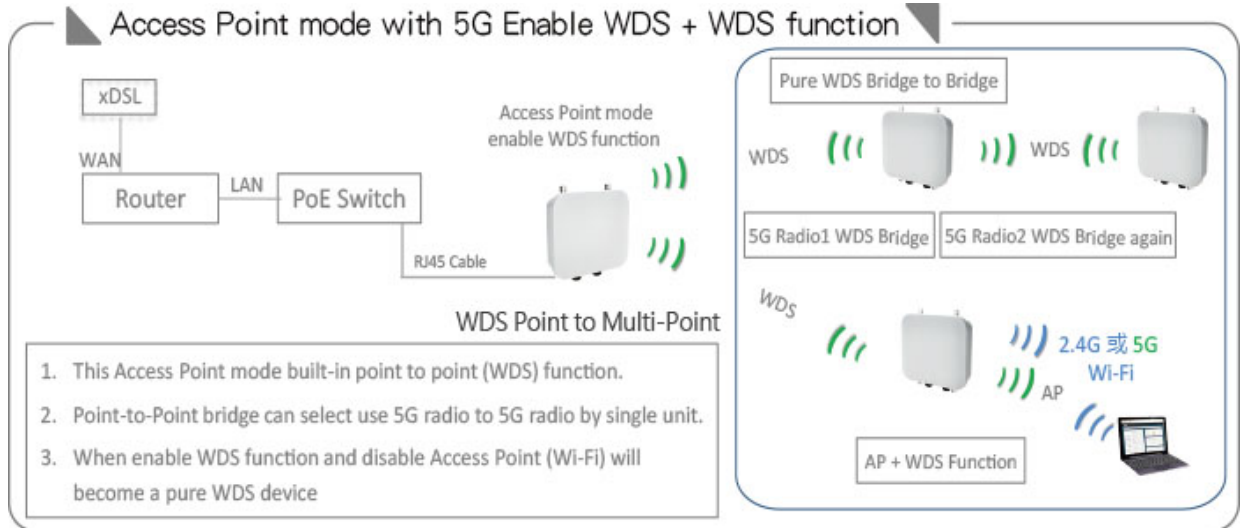 Access Point mode with 5G Enable WDS + WDS function
xDSL
WAN
Router
LAN
PoE Switch
RJ45 Cable
Access Point mode
enable WDS function
WDS Point to Multi-Point
1. This Access Point mode built-in point to point (WDS) function.
2. Point-to-Point bridge can select use 5G radio to 5G radio by single unit.
3. When enable WDS function and disable Access Point (Wi-Fi) will
become a pure WDS device
Pure WDS Bridge to Bridge
WDS
WDS
5G Radio1 WDS Bridge
5G Radio2 WDS Bridge again
WDS
2.4G 或 5G
Wi-Fi
AP
AP + WDS Function